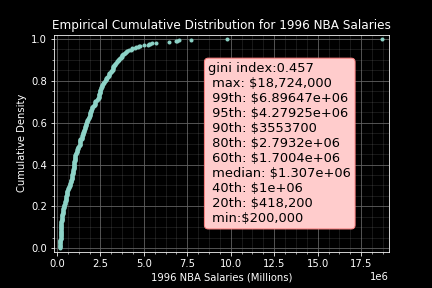 Empirical Cumulative Distribution for 1996 NBA Salaries
1.0
0.8
0.6
0.4
0.2
0.0
Cumulative Density
gini index:0.457
max: $18,724,000
99th: $6.89647e+06
95th: $4.27925e+06
90th: $3553700
80th: $2.7932e+06
60th: $1.7004e+06
median: $1.307e+06
40th: $1e+06
20th: $418,200
min:$200,000
0.0 2.5 5.0 7.5 10.0 12.5 15.0 17.5
1e6
1996 NBA Salaries (Millions)